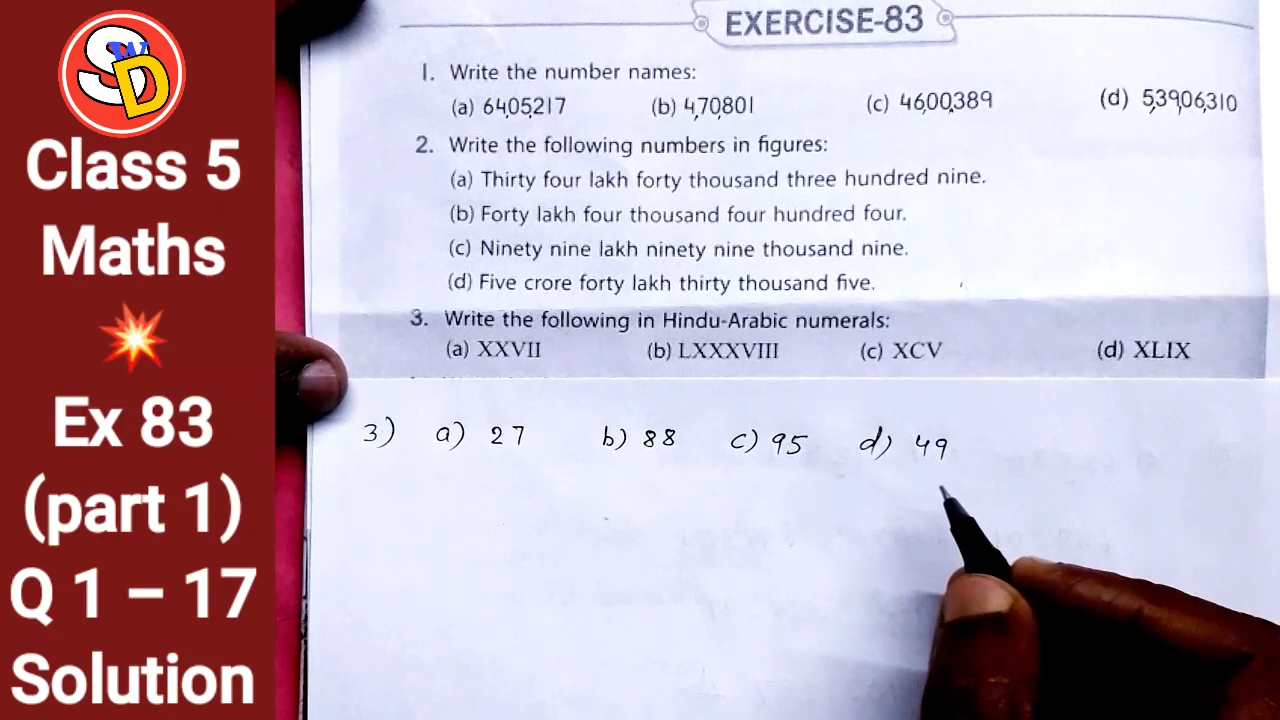 SWD
Class 5
Maths
Ex 83
(part 1)
Q 1 – 17
Solution
EXERCISE-83
1. Write the number names:
(a) 64,05,217 (b) 4,70,801 (c) 46,00,389 (d) 5,39,06,310
2. Write the following numbers in figures:
(a) Thirty four lakh forty thousand three hundred nine.
(b) Forty lakh four thousand four hundred four.
(c) Ninety nine lakh ninety nine thousand nine.
(d) Five crore forty lakh thirty thousand five.
3. Write the following in Hindu-Arabic numerals:
(a) XXVII (b) LXXXVIII (c) XCV (d) XLIX
3) a) 27 b) 88 c) 95 d) 49